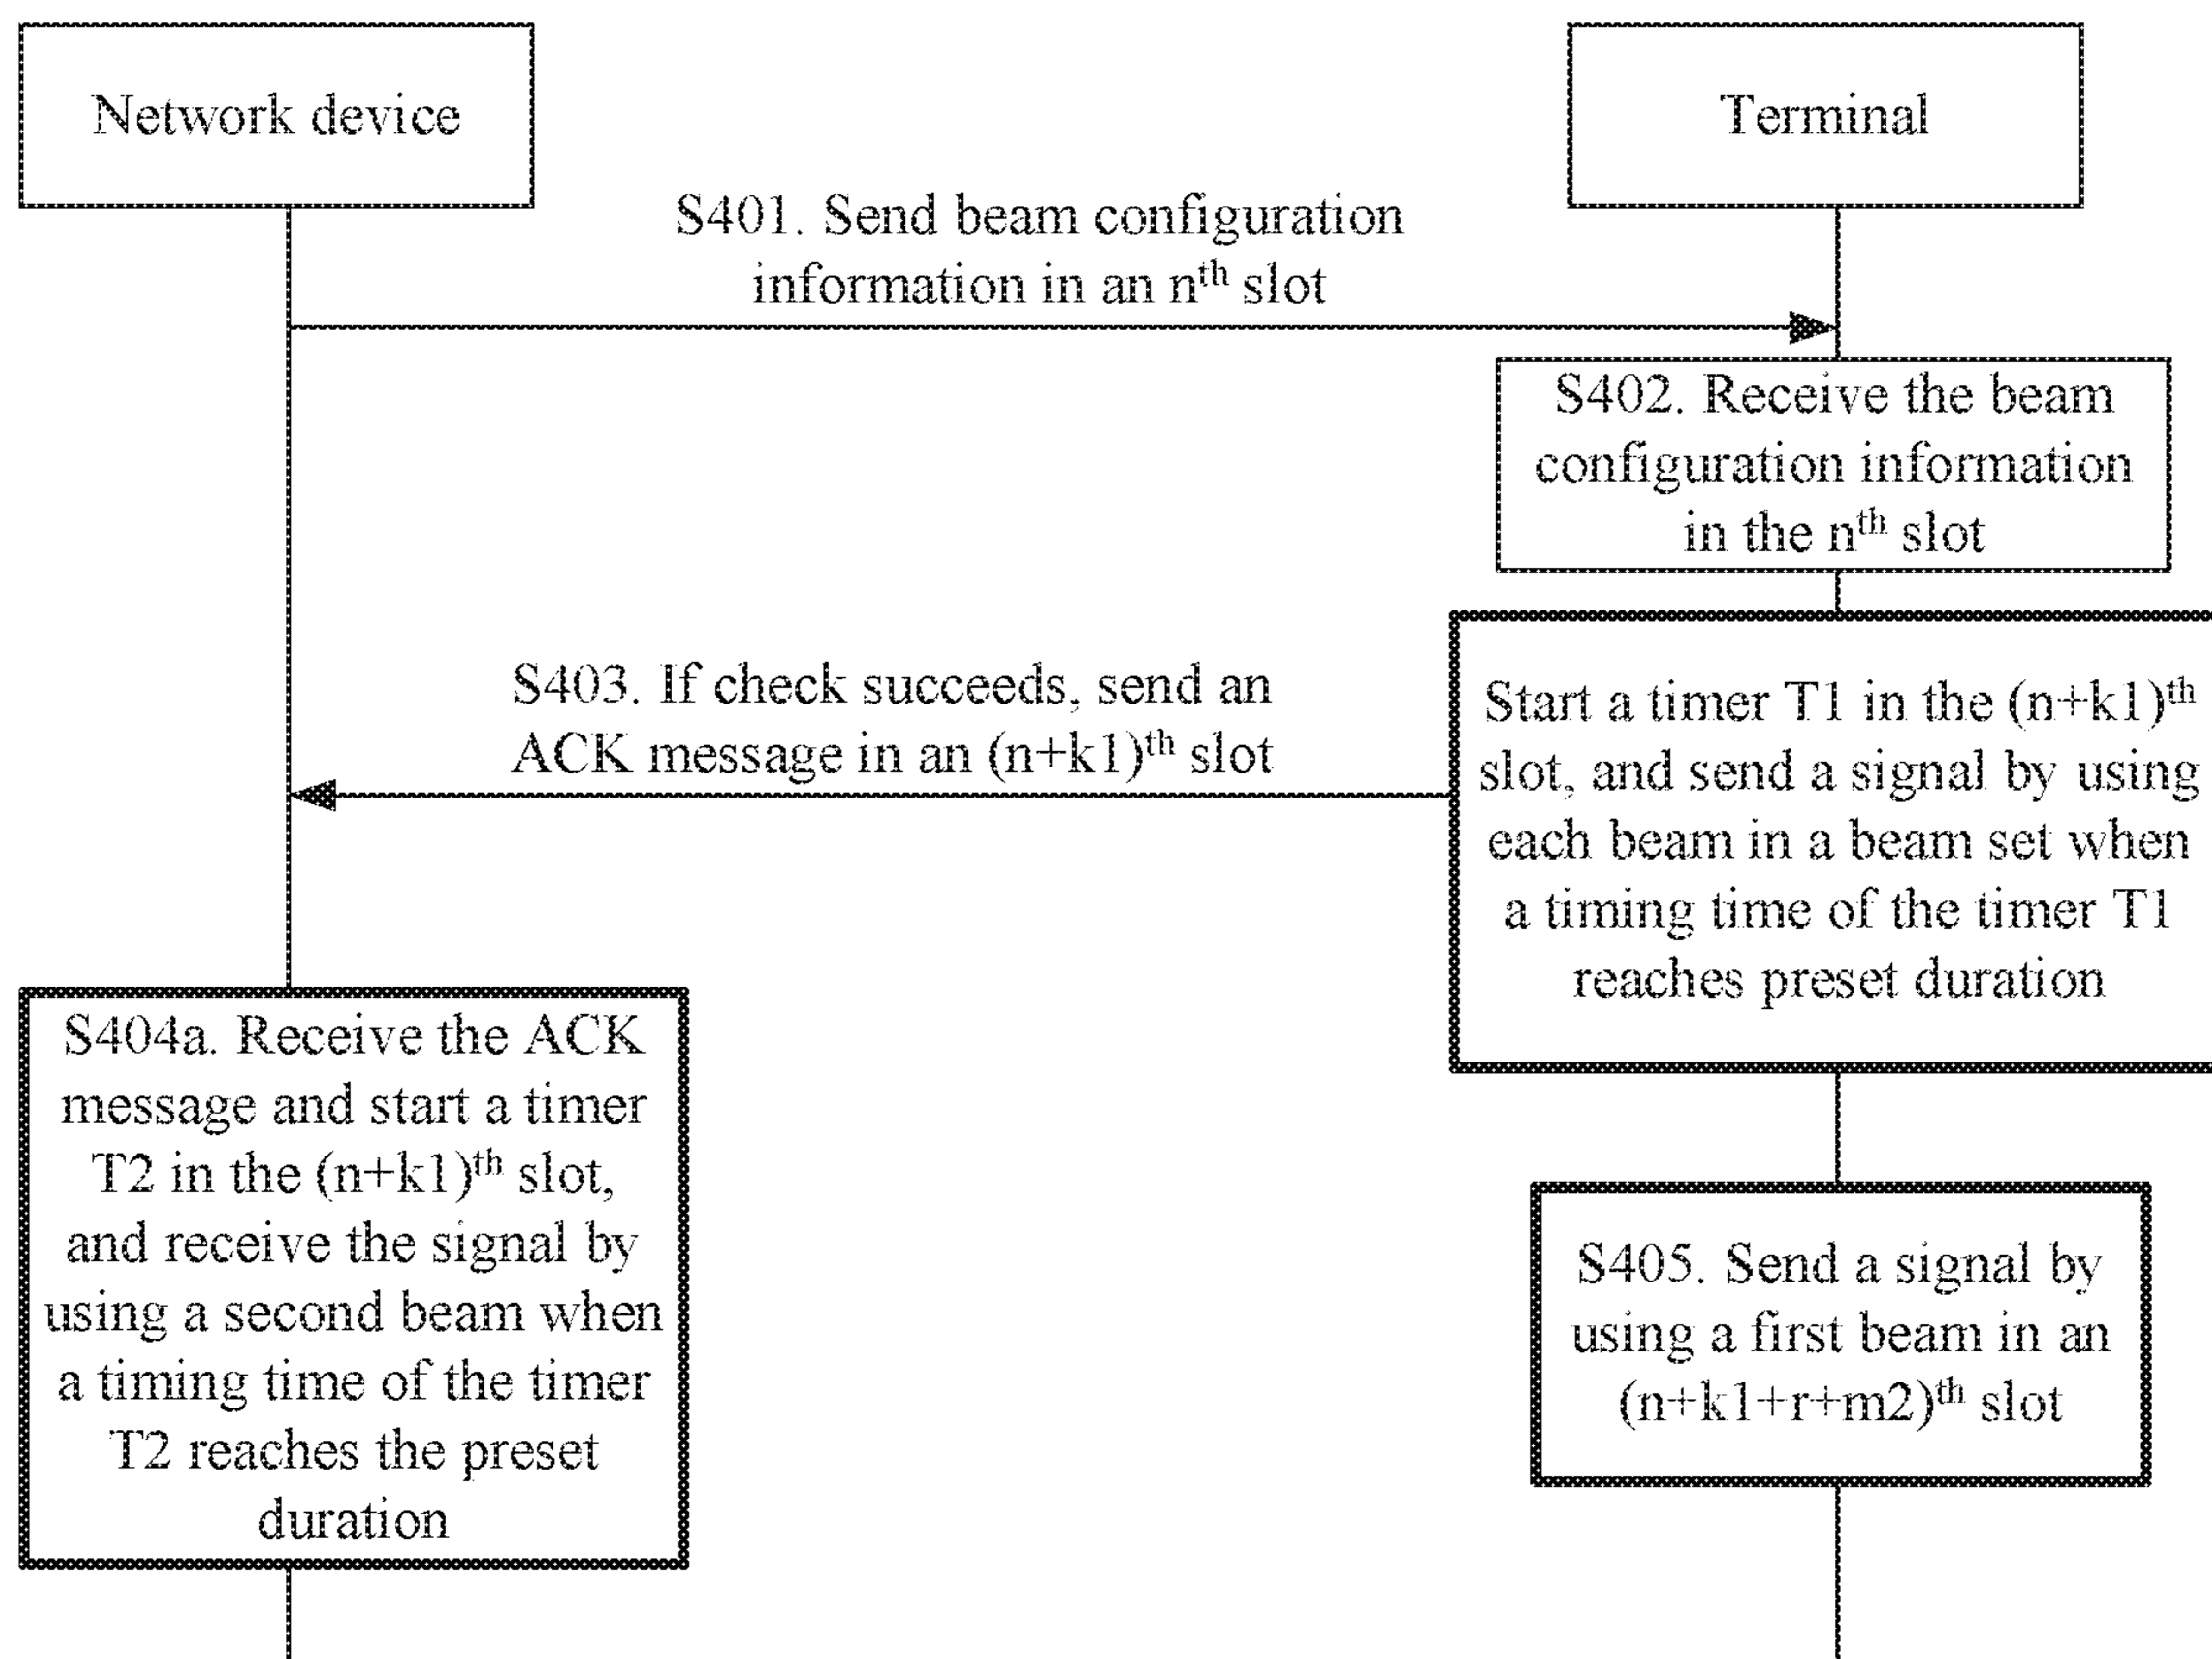 Network device
Terminal
S401. Send beam configuration
information in an nth slot
S402. Receive the beam
configuration information
in the nth slot
S403. If check succeeds, send an
ACK message in an (n+k1)th slot
Start a timer T1 in the (n+k1)th
slot, and send a signal by using
each beam in a beam set when
a timing time of the timer T1
reaches preset duration
S404a. Receive the ACK
message and start a timer
T2 in the (n+k1)th slot,
and receive the signal by
using a second beam when
a timing time of the timer
T2 reaches the preset
duration
S405. Send a signal by
using a first beam in an
(n+k1+r+m2)th slot